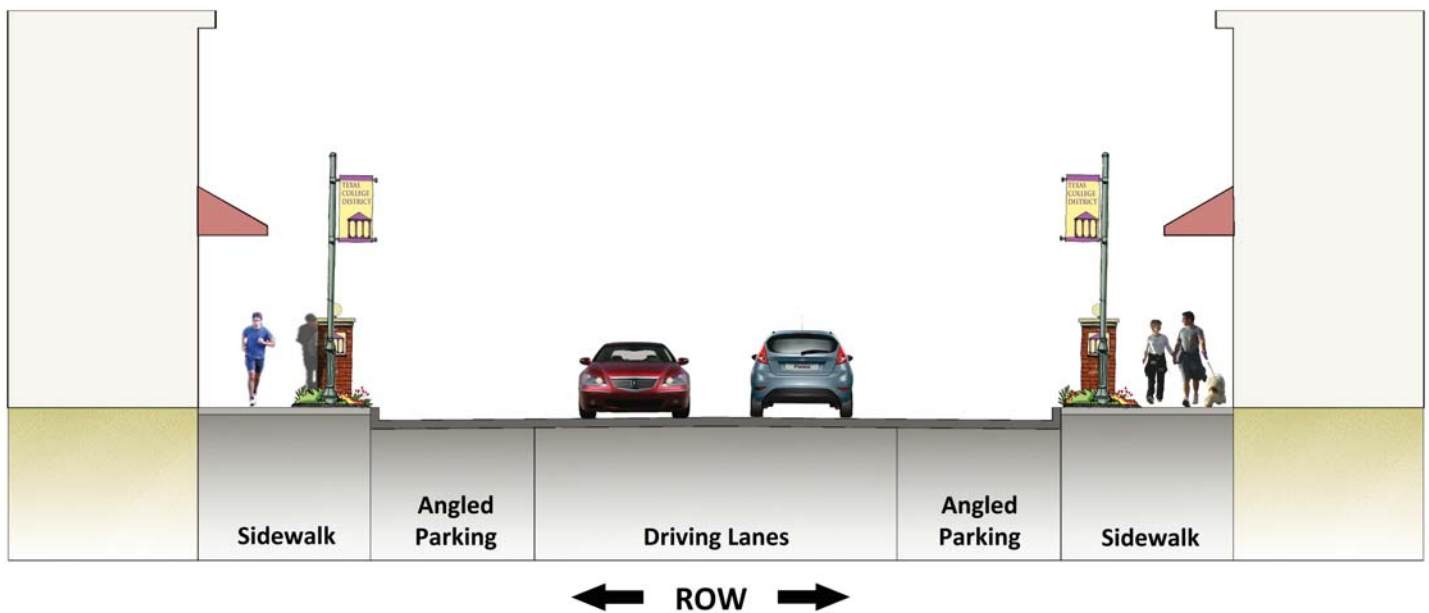 TEXAS
COLLEGE
DISTRICT
TEXAS
COLLEGE
DISTRICT
Sidewalk
Angled
Parking
Driving Lanes
Angled
Parking
Sidewalk
ROW